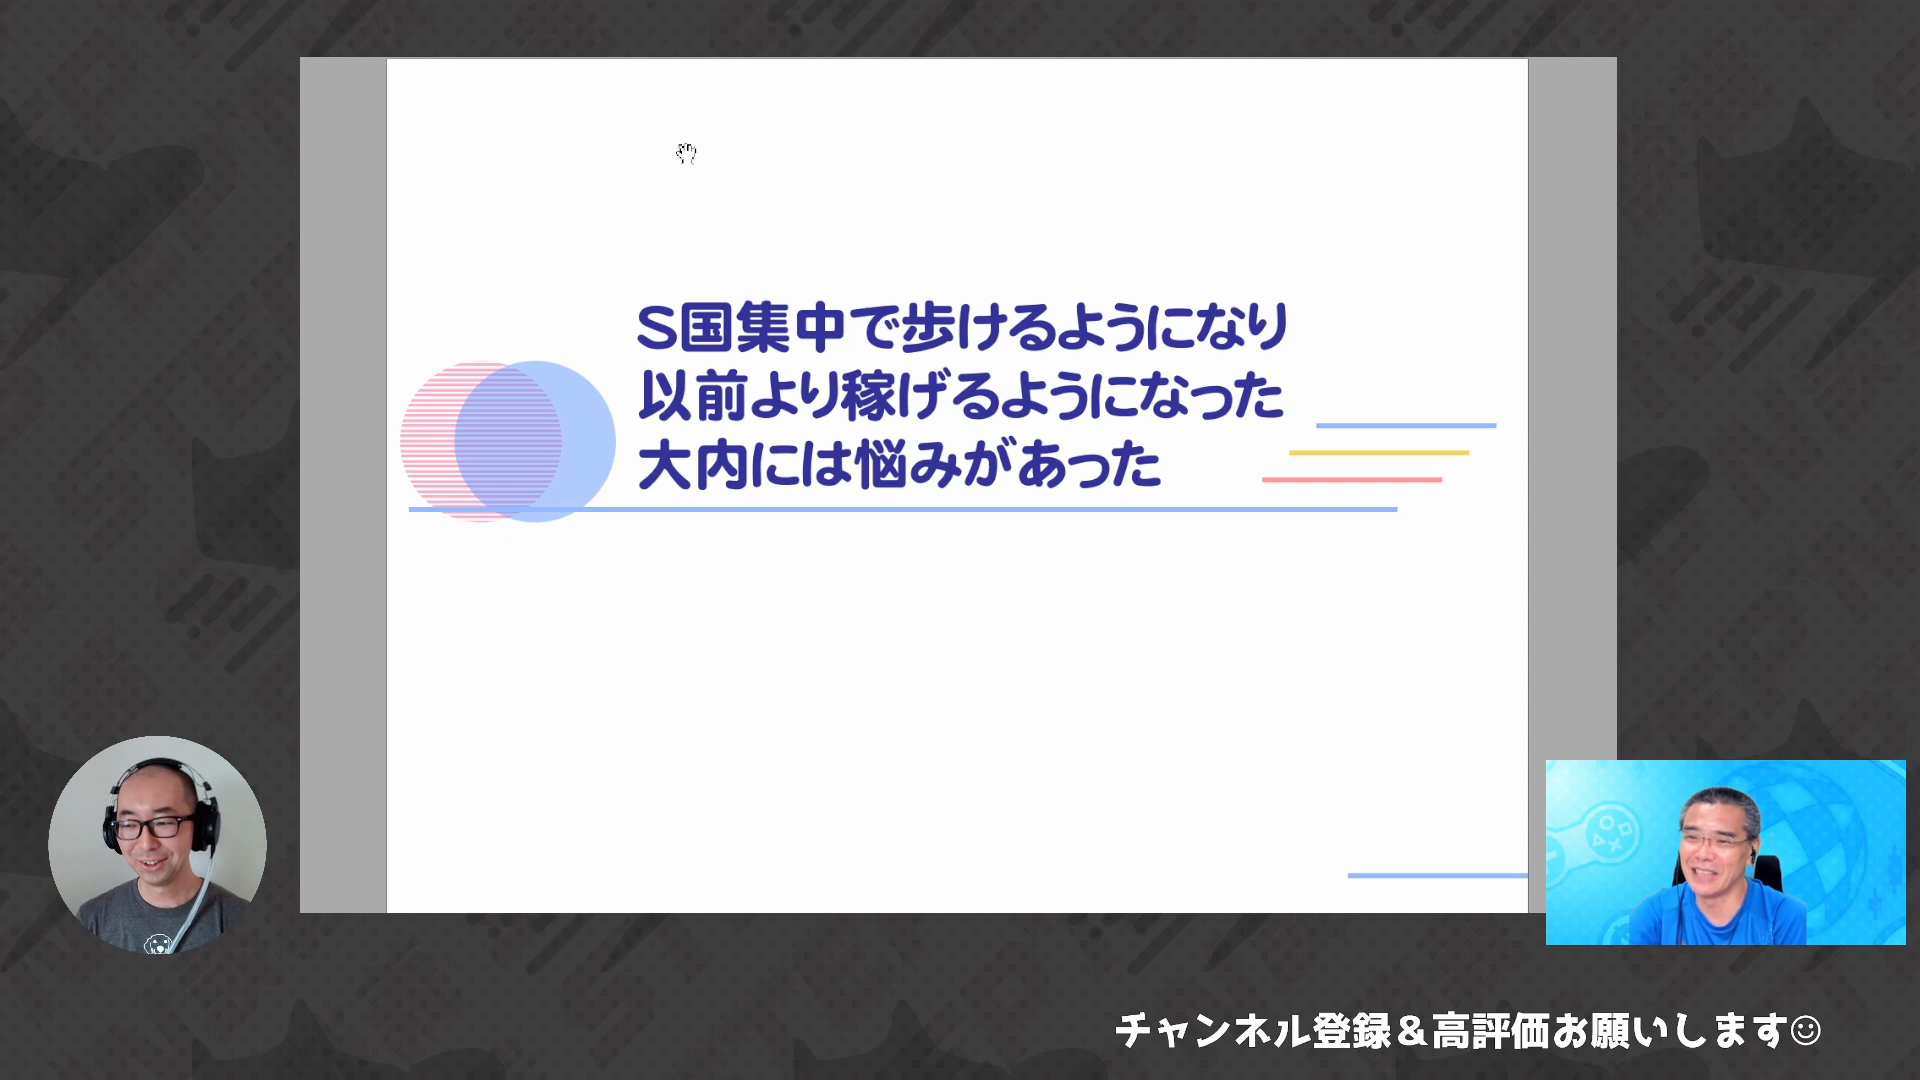 S国集中で歩けるようになり
以前より稼げるようになった
大内には悩みがあった
チャンネル登録＆高評価お願いします☺